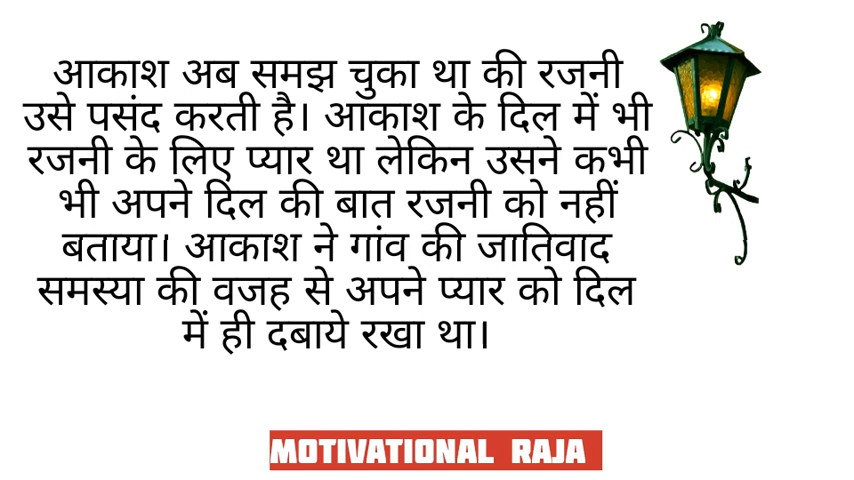 आकाश अब समझ चुका था की रजनी
उसे पसंद करती है। आकाश के दिल में भी
रजनी के लिए प्यार था लेकिन उसने कभी
भी अपने दिल की बात रजनी को नहीं
बताया। आकाश ने गांव की जातिवाद
समस्या की वजह से अपने प्यार को दिल
में ही दबाये रखा था।
MOTIVATIONAL RAJA